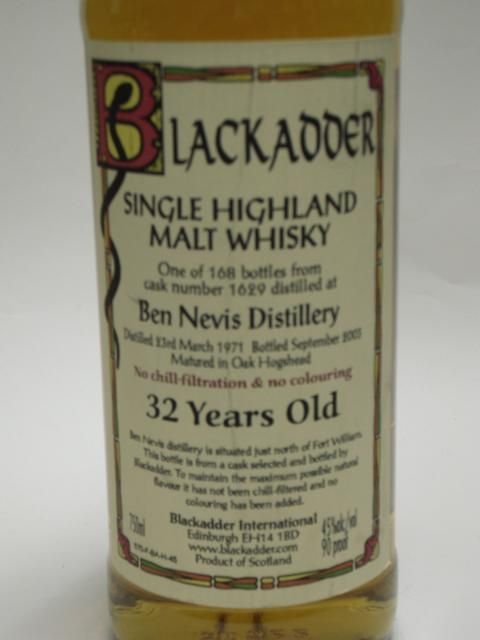 BLACKADDER
SINGLE HIGHLAND
MALT WHISKY
One of 168 bottles from
cask number 1629 distilled at
Ben Nevis Distillery
Distilled 23rd March 1971 Bottled September 2003
Matured in Oak Hogshead
No chill-filtration & no colouring
32 Years Old
Ben Nevis distillery is situated just north of Fort William.
This bottle is from a cask selected and bottled by
Blackadder. To maintain the maximum possible natural
flavour it has not been chill-filtered and no
colouring has been added.
Blackadder International
Edinburgh EH14 1BD
www.blackadder.com
Product of Scotland
750ml
45%alc/vol
90 proof